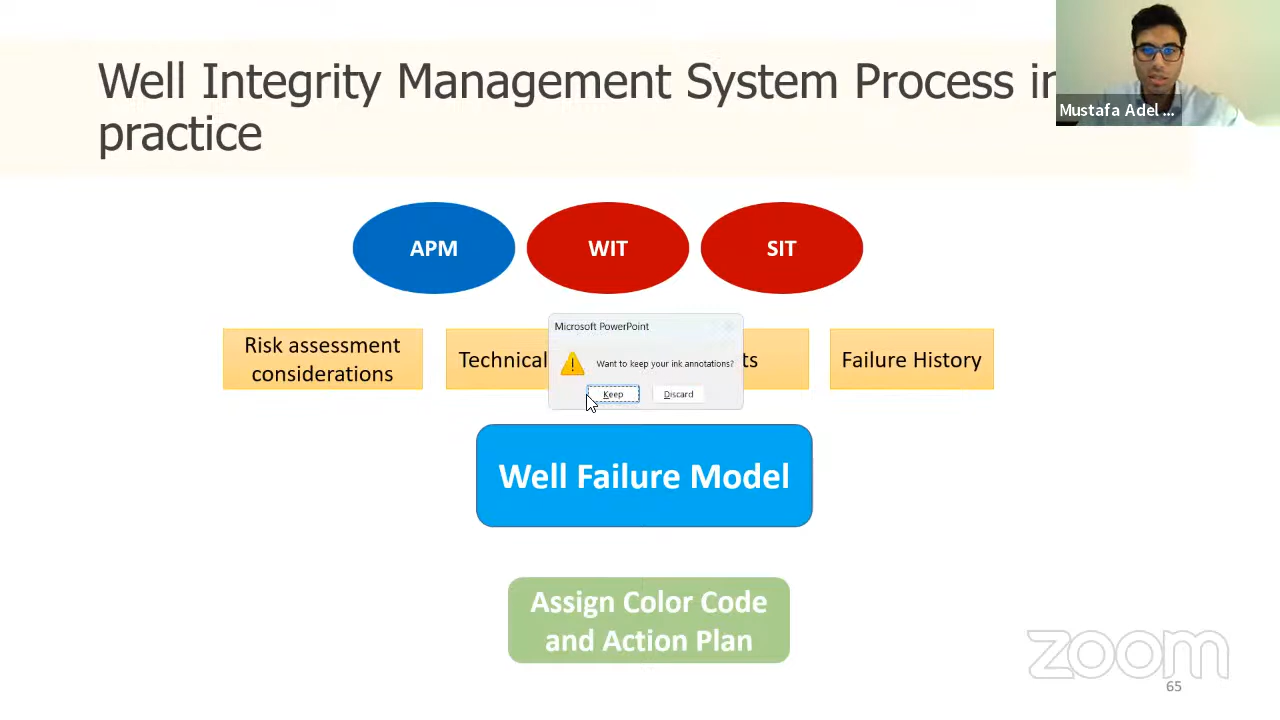 Well Integrity Management System Process in
practice
Mustafa Adel ...
APM
WIT
SIT
Risk assessment
considerations
Technical
ts
Failure History
Microsoft PowerPoint
Want to keep your ink annotations?
Keep
Discard
Well Failure Model
Assign Color Code
and Action Plan
zoom
65